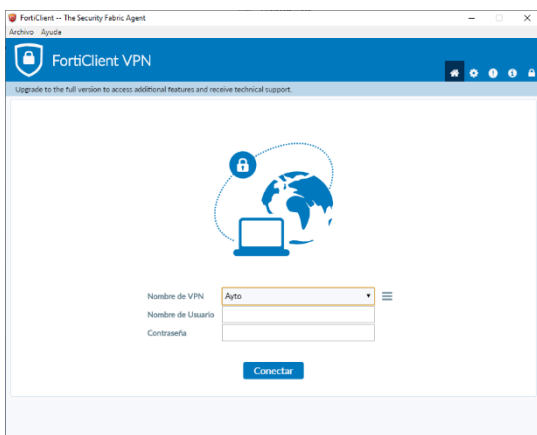 FortiClient -- The Security Fabric Agent
Archivo Ayuda
FortiClient VPN
Upgrade to the full version to access additional features and receive technical support.
Nombre de VPN Ayto
Nombre de Usuario
Contraseña
Conectar